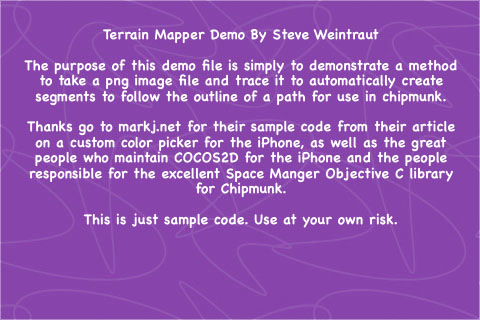 Terrain Mapper Demo By Steve Weintraut
The purpose of this demo file is simply to demonstrate a method
to take a png image file and trace it to automatically create
segments to follow the outline of a path for use in chipmunk.
Thanks go to markj.net for their sample code from their article
on a custom color picker for the iPhone, as well as the great
people who maintain COCOS2D for the iPhone and the people
responsible for the excellent Space Manger Objective C library
for Chipmunk.
This is just sample code. Use at your own risk.